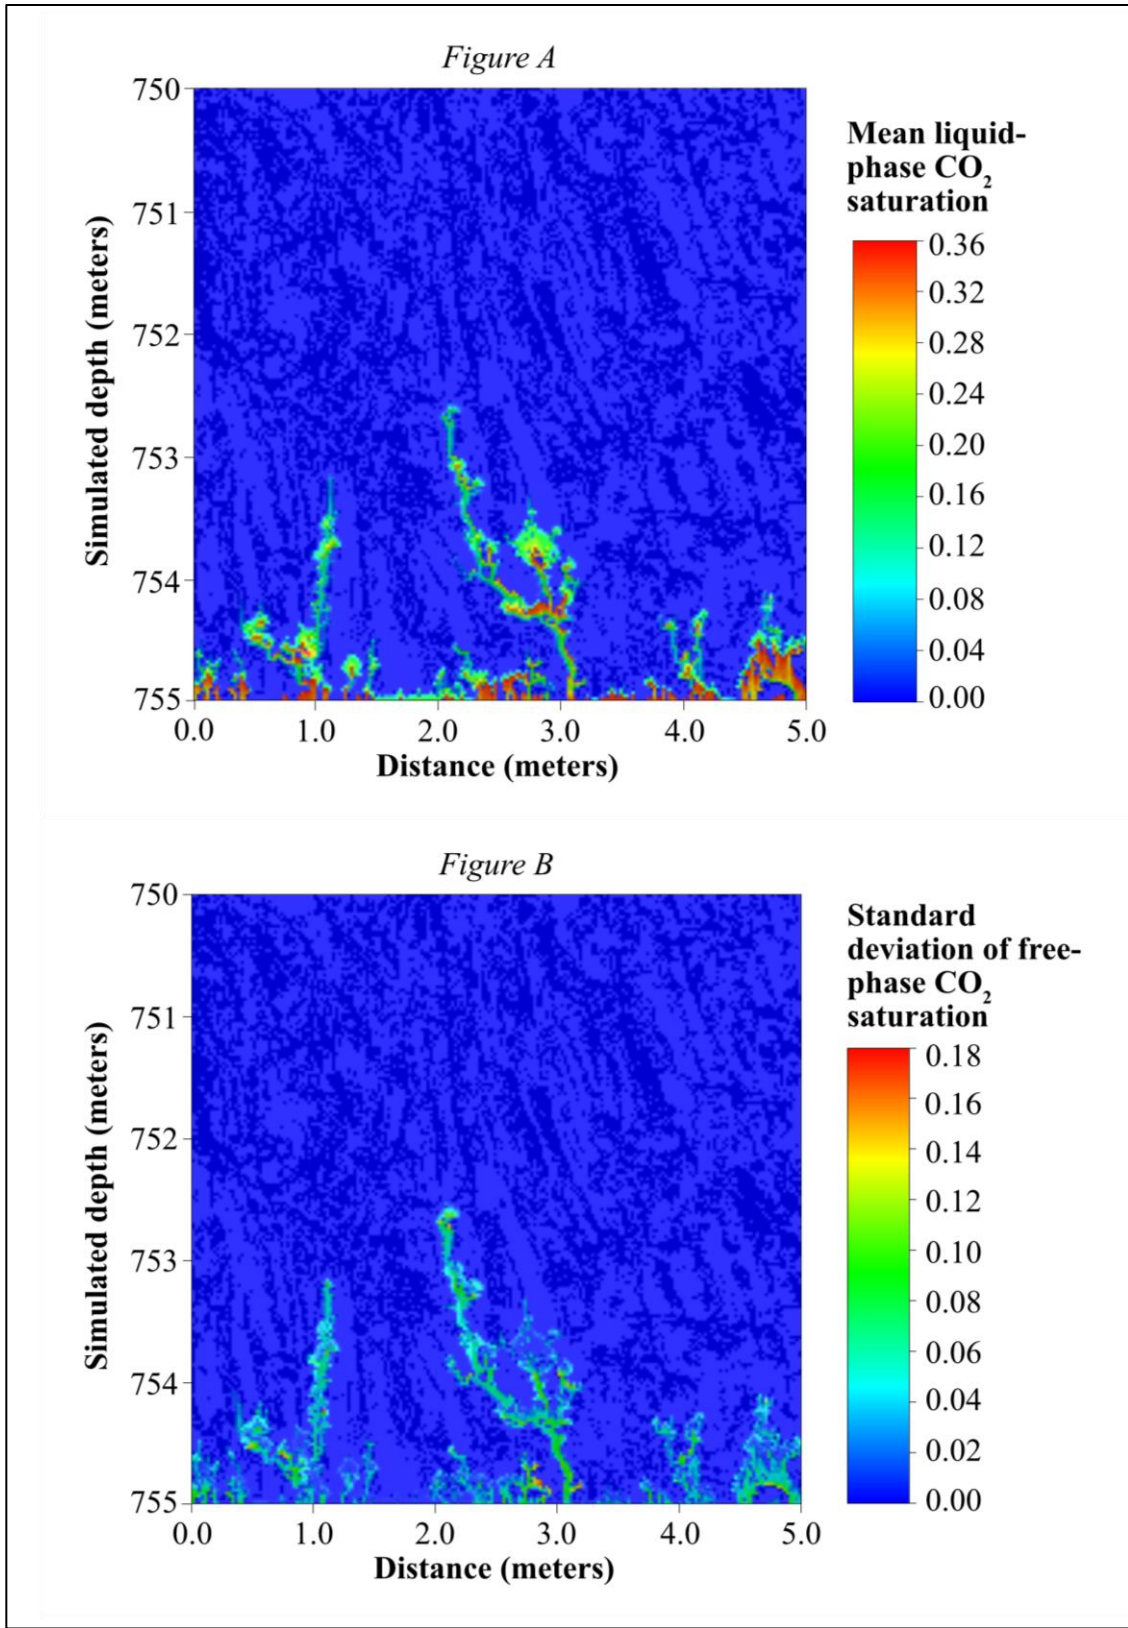 Figure A
Mean liquid-
phase CO₂
saturation
0.36
0.32
0.28
0.24
0.20
0.16
0.12
0.08
0.04
0.00
Simulated depth (meters)
750
751
752
753
754
755
0.0 1.0 2.0 3.0 4.0 5.0
Distance (meters)
Figure B
Standard
deviation of free-
phase CO₂
saturation
0.18
0.16
0.14
0.12
0.10
0.08
0.06
0.04
0.02
0.00
Simulated depth (meters)
750
751
752
753
754
755
0.0 1.0 2.0 3.0 4.0 5.0
Distance (meters)